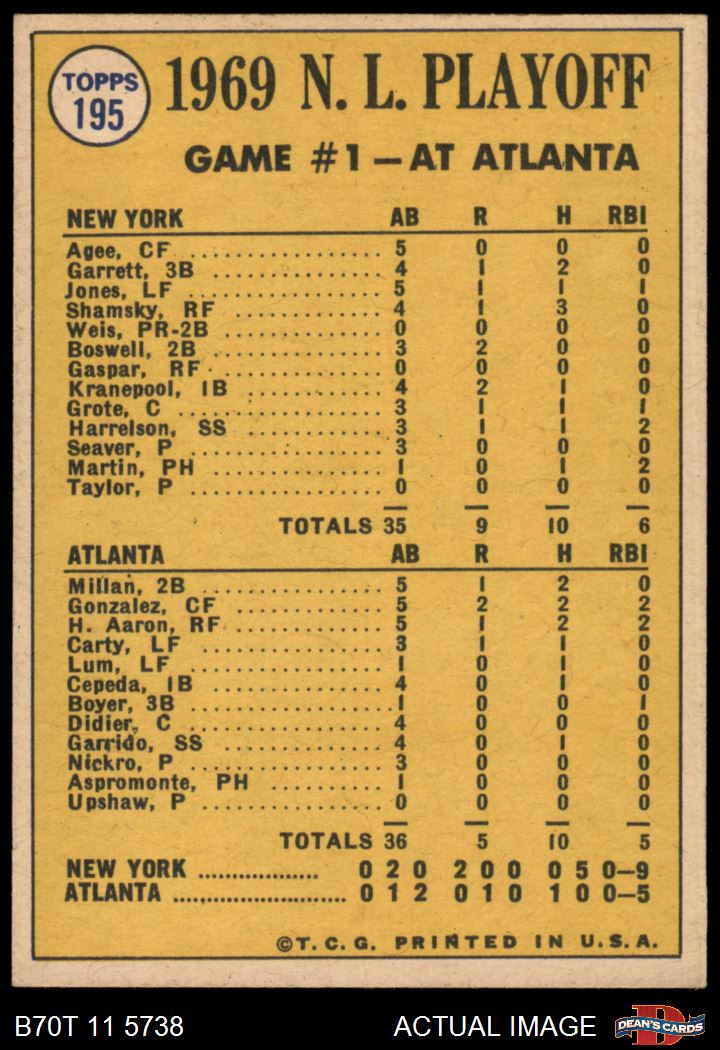 TOPPS
195
1969 N. L. PLAYOFF
GAME #1 — AT ATLANTA
NEW YORK AB R H RBI
Agee, CF .................... 5 0 0 0
Garrett, 3B ................. 4 1 2 0
Jones, LF ................... 5 1 1 1
Shamsky, RF ................ 4 1 3 0
Weis, PR-2B ................ 0 0 0 0
Boswell, 2B ................. 3 2 0 0
Gaspar, RF .................. 0 0 0 0
Kranepool, 1B .............. 4 2 1 0
Grote, C .................... 3 1 1 1
Harrelson, SS .............. 3 1 1 2
Seaver, P ................... 3 0 0 0
Martin, PH .................. 1 0 1 2
Taylor, P ................... 0 0 0 0
TOTALS 35 9 10 6
ATLANTA AB R H RBI
Millan, 2B .................. 5 1 2 0
Gonzalez, CF ............... 5 2 2 2
H. Aaron, RF ............... 5 1 2 2
Carty, LF ................... 3 1 1 0
Lum, LF .................... 1 0 1 0
Cepeda, 1B ................. 4 0 1 0
Boyer, 3B ................... 1 0 0 1
Didier, C ................... 4 0 0 0
Garrido, SS ................ 4 0 1 0
Nickro, P ................... 3 0 0 0
Aspromonte, PH ............ 1 0 0 0
Upshaw, P .................. 0 0 0 0
TOTALS 36 5 10 5
NEW YORK .................. 0 2 0 2 0 0 0 5 0—9
ATLANTA ......................... 0 1 2 0 1 0 1 0 0—5
©T.C.G. PRINTED IN U.S.A.
B70T 11 5738 ACTUAL IMAGE
D
DEAN'S CARDS